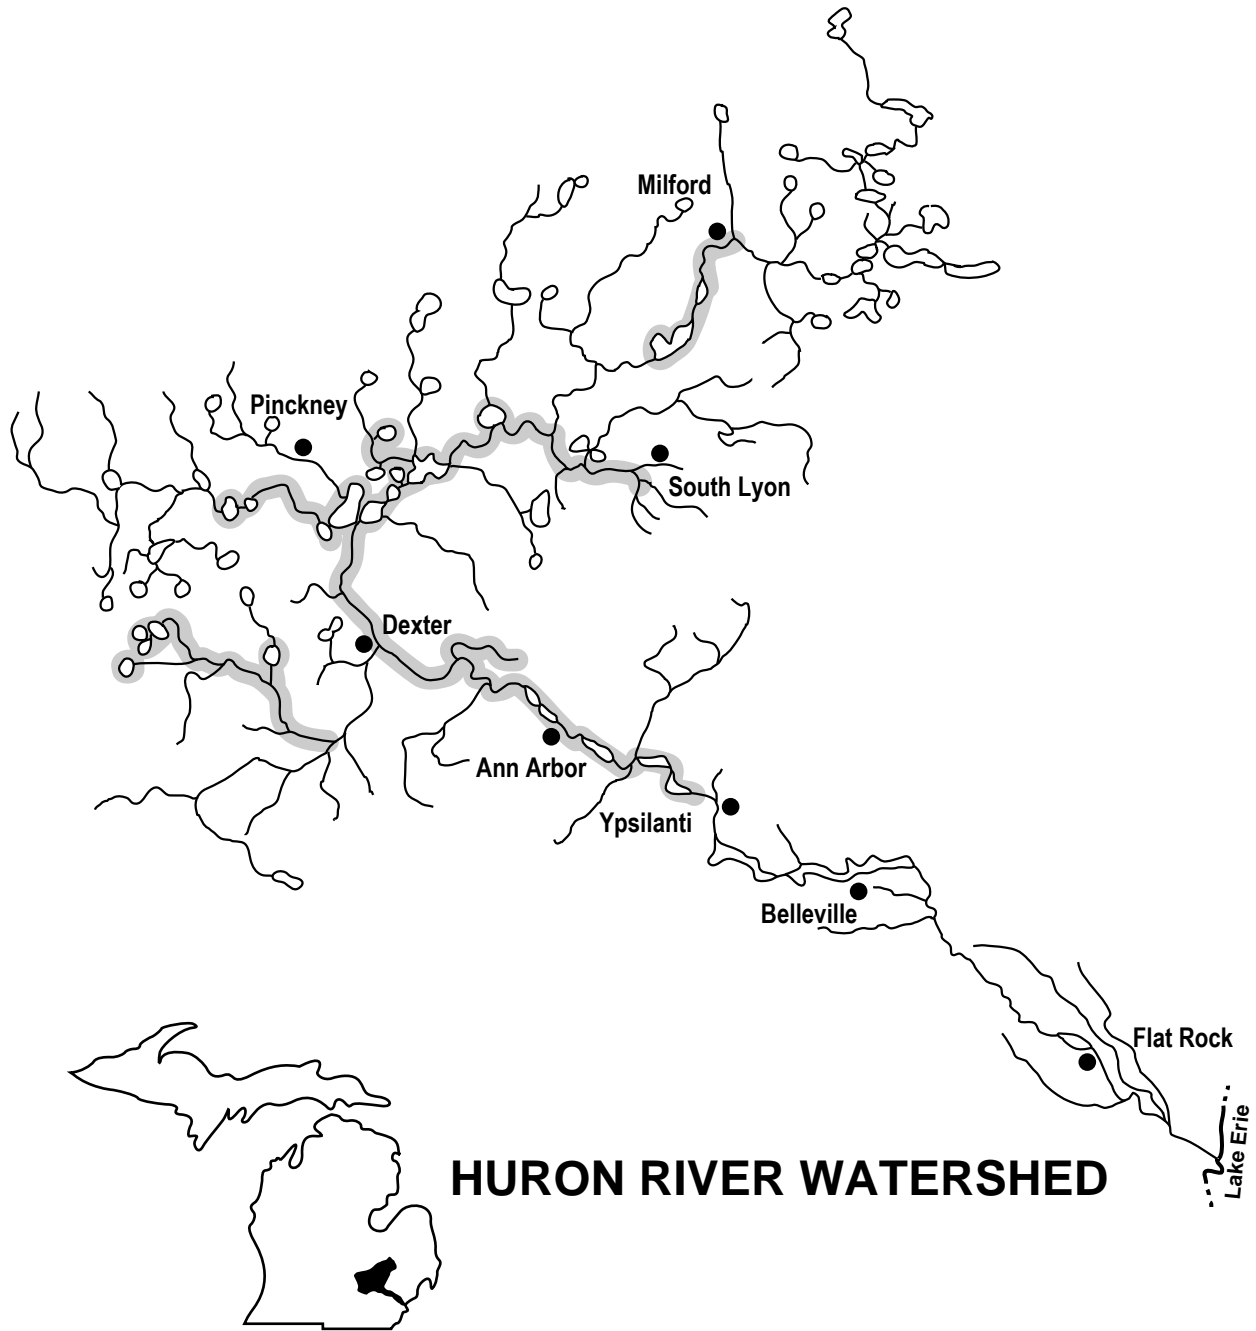 Milford
Pinckney
South Lyon
Dexter
Ann Arbor
Ypsilanti
Belleville
Flat Rock
Lake Erie
HURON RIVER WATERSHED